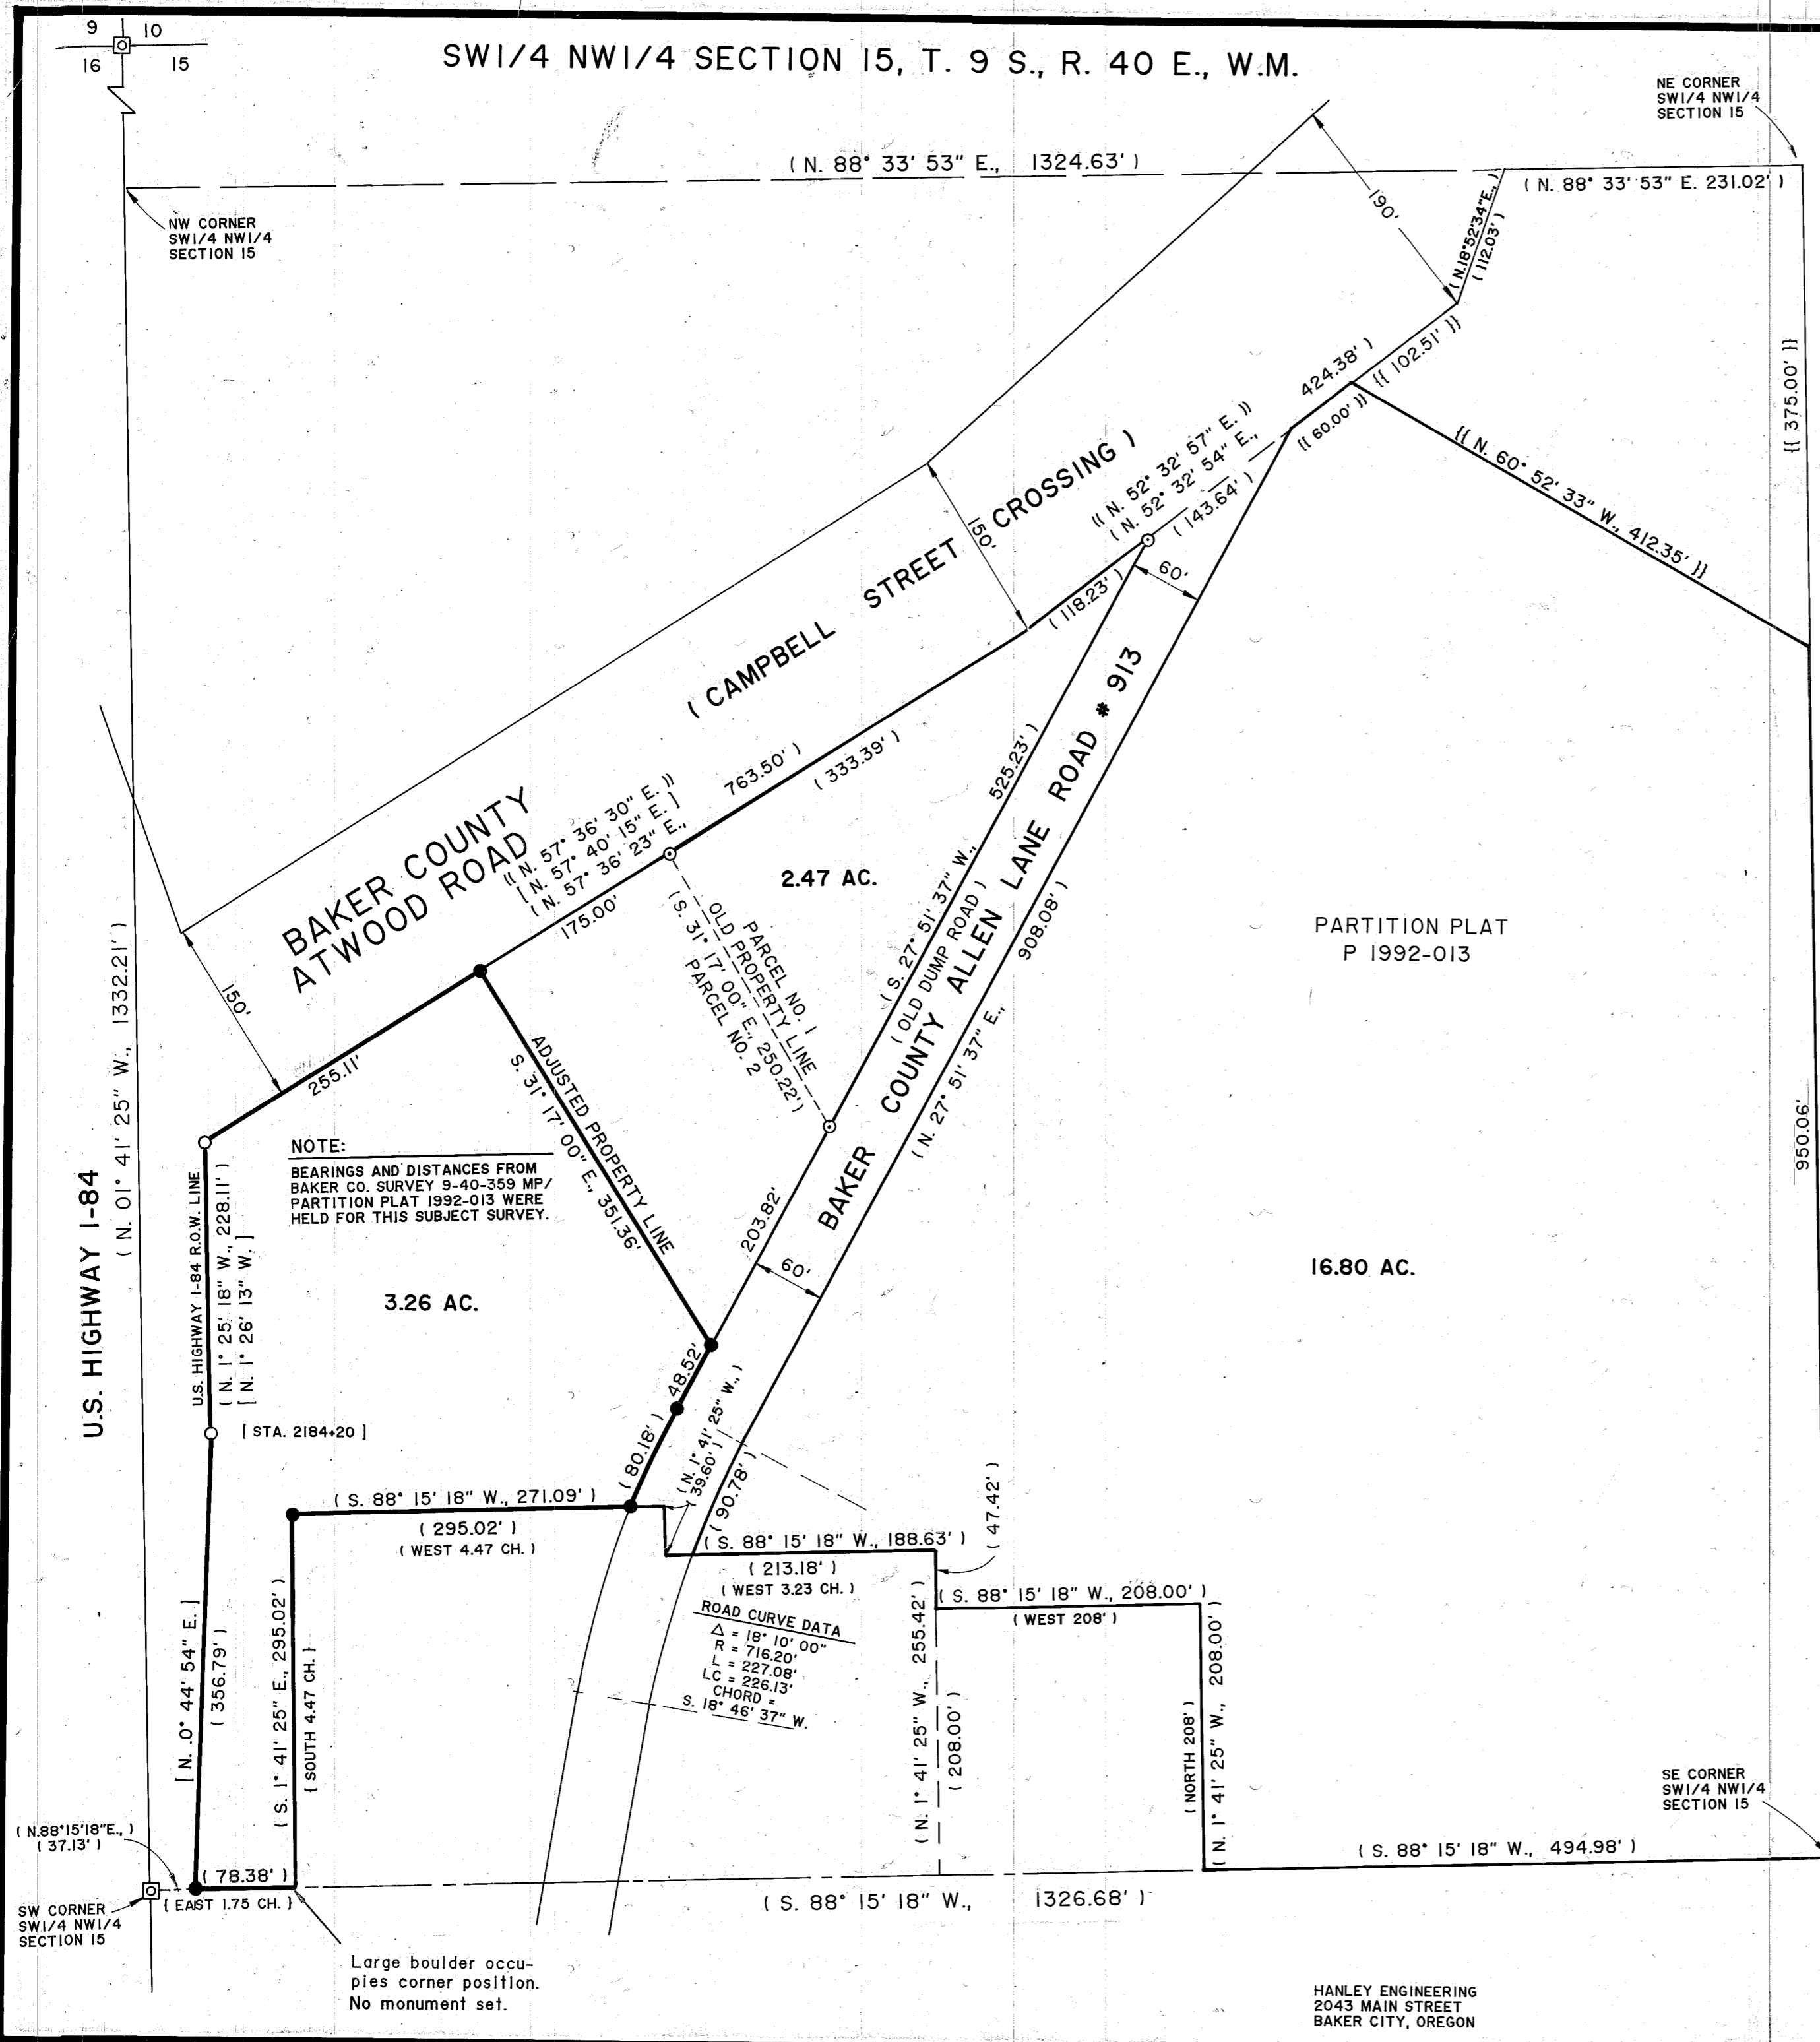 9 10
16 15
SW1/4 NW1/4 SECTION 15, T. 9 S., R. 40 E., W.M.
NE CORNER
SW1/4 NW1/4
SECTION 15
( N. 88° 33' 53" E., 1324.63' )
( N. 88° 33' 53" E. 231.02' )
NW CORNER
SW1/4 NW1/4
SECTION 15
190'
( N.18°52'34"E., )
( 112.03' )
424.38' )
{{ 102.51' }}
(( 60.00' ))
{{ 375.00' }}
{{ N. 60° 52' 33" W., 412.35' }}
(( N. 52° 32' 57" E. ))
( N. 52° 32' 54" E.,
( 143.64' )
( CAMPBELL STREET CROSSING )
150'
( 118.23' )
60'
763.50' )
( 333.39' )
BAKER COUNTY
ATWOOD ROAD
(( N. 57° 36' 30" E. ))
[ N. 57° 40' 15" E. ]
( N. 57° 36' 23" E.,
175.00'
2.47 AC.
( S. 27° 51' 37" W., 525.23' )
( OLD DUMP ROAD )
BAKER COUNTY ALLEN LANE ROAD # 913
( N. 27° 51' 37" E., 908.08' )
PARTITION PLAT
P 1992-013
PARCEL NO. 1
OLD PROPERTY LINE
( S. 31° 17' 00" E., 250.22' )
PARCEL NO. 2
150'
255.11'
ADJUSTED PROPERTY LINE
S. 31° 17' 00" E., 351.36'
U.S. HIGHWAY I-84
( N. 01° 41' 25" W., 1332.21' )
NOTE:
BEARINGS AND DISTANCES FROM
BAKER CO. SURVEY 9-40-359 MP/
PARTITION PLAT 1992-013 WERE
HELD FOR THIS SUBJECT SURVEY.
U.S. HIGHWAY I-84 R.O.W. LINE
( N. 1° 25' 18" W., 228.11' )
[ N. 1° 26' 13" W. ]
950.06'
203.82'
60'
3.26 AC.
16.80 AC.
48.52'
[ STA. 2184+20 ]
( 80.18' )
( N. 1° 41' 25" W., )
( 39.60' )
( 90.78' )
( S. 88° 15' 18" W., 271.09' )
( 295.02' )
( WEST 4.47 CH. )
( S. 88° 15' 18" W., 188.63' )
( 213.18' )
( WEST 3.23 CH. )
( 47.42' )
( S. 88° 15' 18" W., 208.00' )
( WEST 208' )
ROAD CURVE DATA
△ = 18° 10' 00"
R = 716.20'
L = 227.08'
LC = 226.13'
CHORD =
S. 18° 46' 37" W.
[ N. 0° 44' 54" E. ]
( 356.79' )
( S. 1° 41' 25" E., 295.02' )
( SOUTH 4.47 CH. )
( N. 1° 41' 25" W., 255.42' )
( 208.00' )
( NORTH 208' )
( N. 1° 41' 25" W., 208.00' )
SE CORNER
SW1/4 NW1/4
SECTION 15
( N.88°15'18"E., )
( 37.13' )
( 78.38' )
( EAST 1.75 CH. )
( S. 88° 15' 18" W., 494.98' )
( S. 88° 15' 18" W., 1326.68' )
SW CORNER
SW1/4 NW1/4
SECTION 15
Large boulder occu-
pies corner position.
No monument set.
HANLEY ENGINEERING
2043 MAIN STREET
BAKER CITY, OREGON